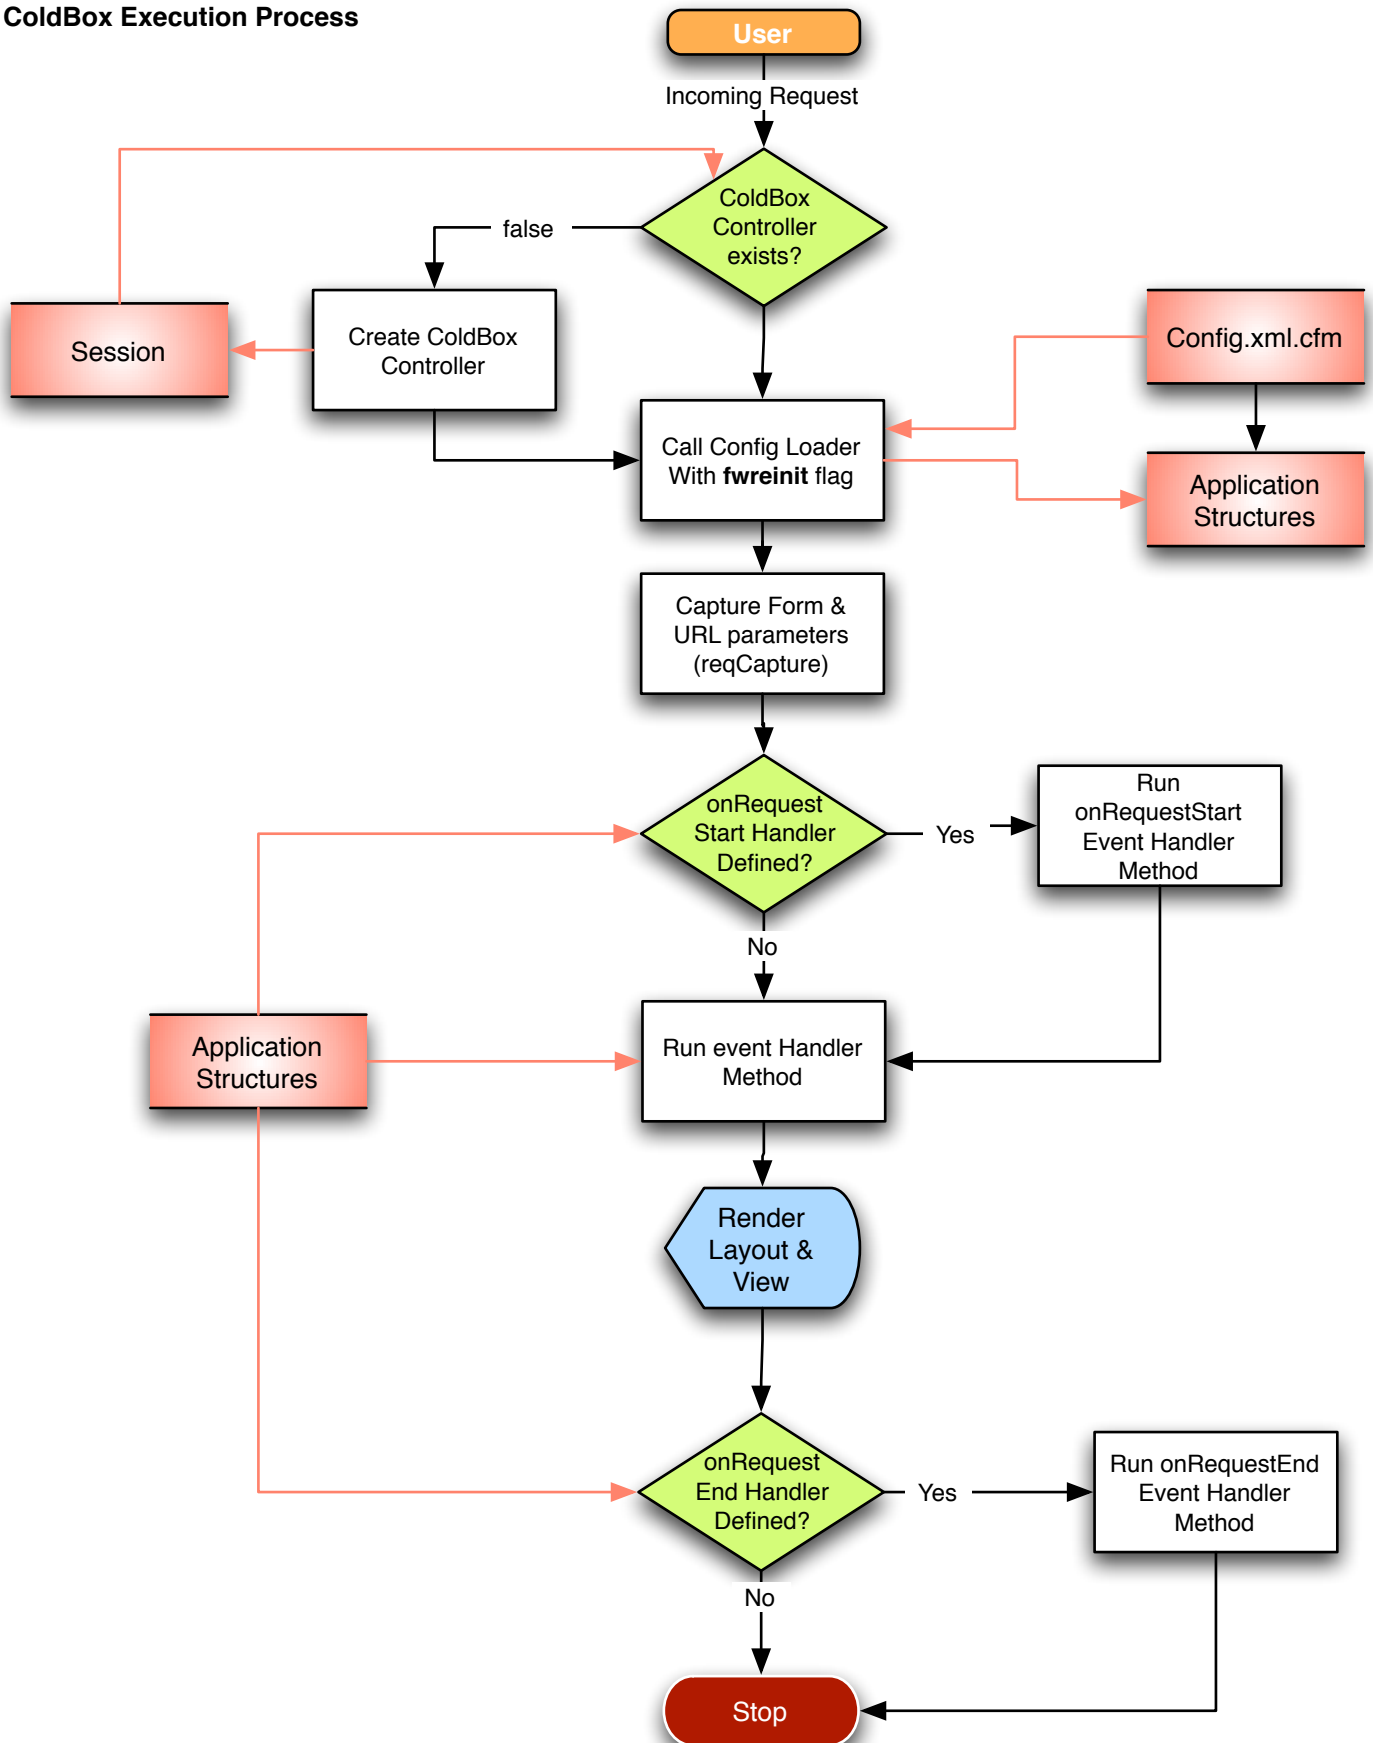 ColdBox Execution Process
User
Incoming Request
ColdBox
Controller
exists?
false
Session
Create ColdBox
Controller
Config.xml.cfm
Call Config Loader
With fwreinit flag
Application
Structures
Capture Form &
URL parameters
(reqCapture)
onRequest
Start Handler
Defined?
Yes
Run
onRequestStart
Event Handler
Method
No
Application
Structures
Run event Handler
Method
Render
Layout &
View
onRequest
End Handler
Defined?
Yes
Run onRequestEnd
Event Handler
Method
No
Stop